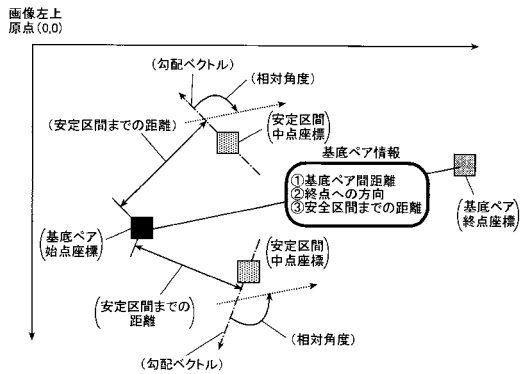 画像左上
原点(0,0)
(勾配ベクトル)
(相対角度)
(安定区間までの距離)
(安定区間
中点座標)
基底ペア情報
①基底ペア間距離
②終点への方向
③安全区間までの距離
(基底ペア
終点座標)
(基底ペア
始点座標)
(安定区間
中点座標)
(安定区間までの
距離)
(相対角度)
(勾配ベクトル)